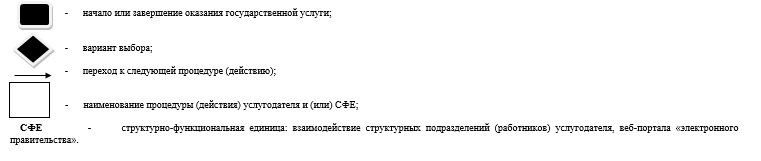 - начало или завершение оказания государственной услуги;
- вариант выбора;
- переход к следующей процедуре (действию);
- наименование процедуры (действия) услугодателя и (или) СФЕ;
СФЕ - структурно-функциональная единица: взаимодействие структурных подразделений (работников) услугодателя, веб-портала «электронного
правительства».